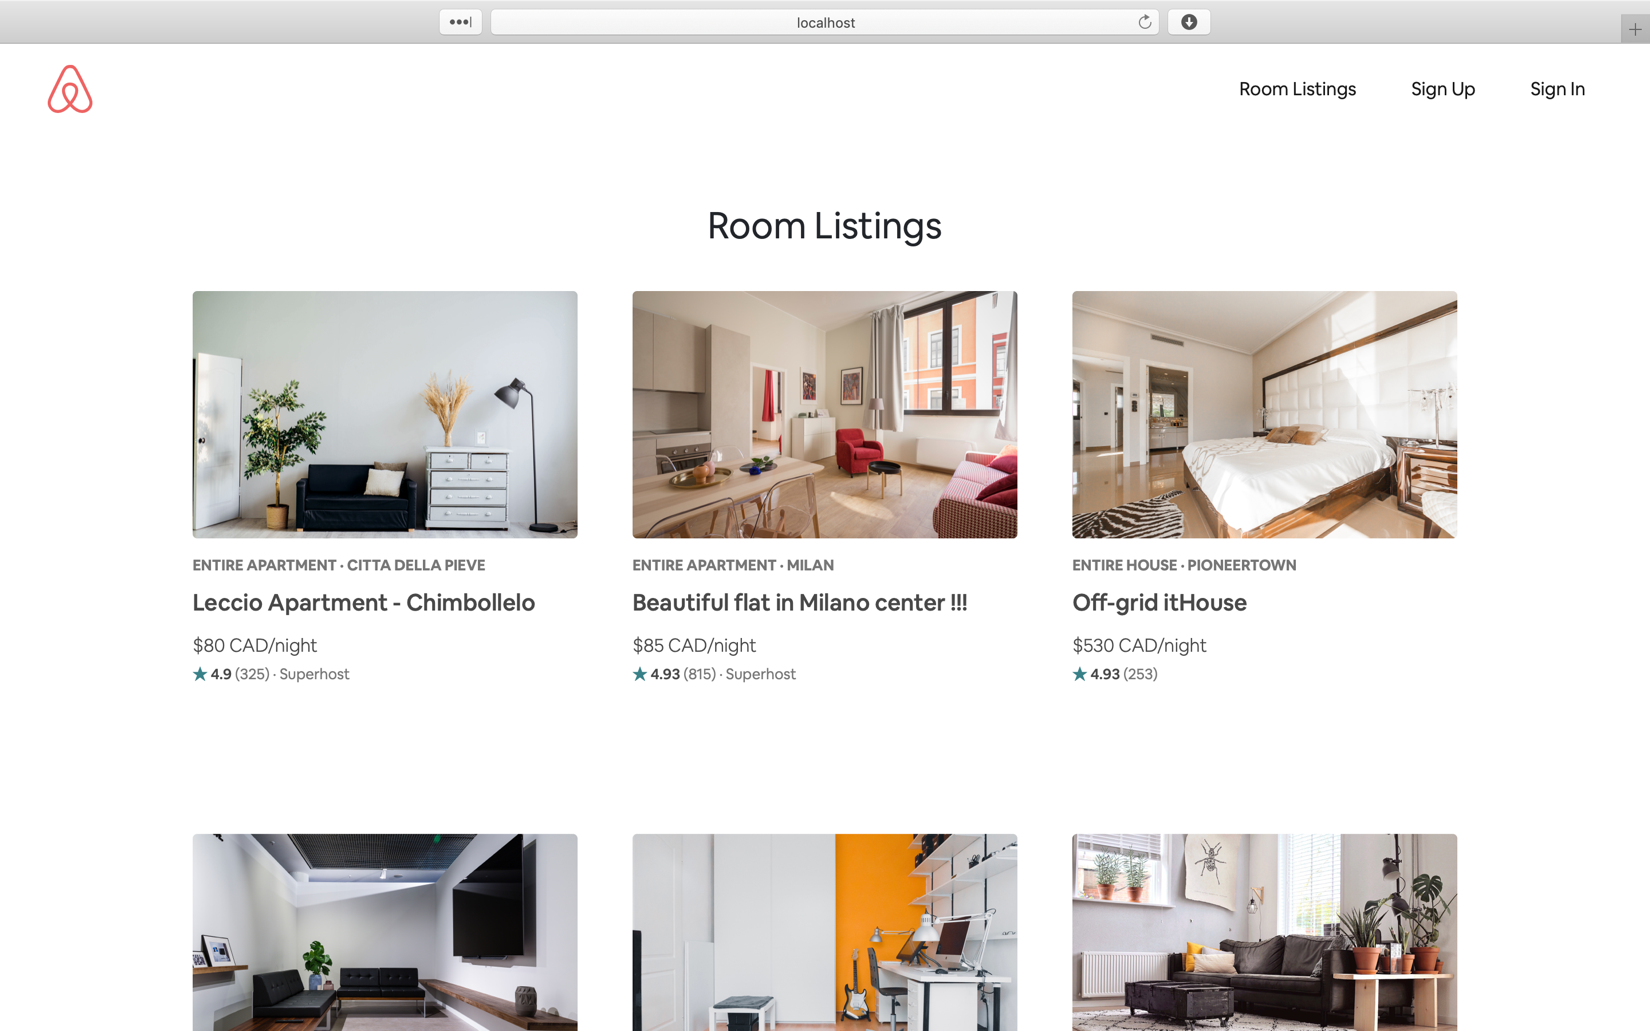 localhost
Room Listings
Sign Up
Sign In
Room Listings
ENTIRE APARTMENT · CITTA DELLA PIEVE
Leccio Apartment - Chimbollelo
$80 CAD/night
★ 4.9 (325) · Superhost
ENTIRE APARTMENT · MILAN
Beautiful flat in Milano center !!!
$85 CAD/night
★ 4.93 (815) · Superhost
ENTIRE HOUSE · PIONEERTOWN
Off-grid itHouse
$530 CAD/night
★ 4.93 (253)